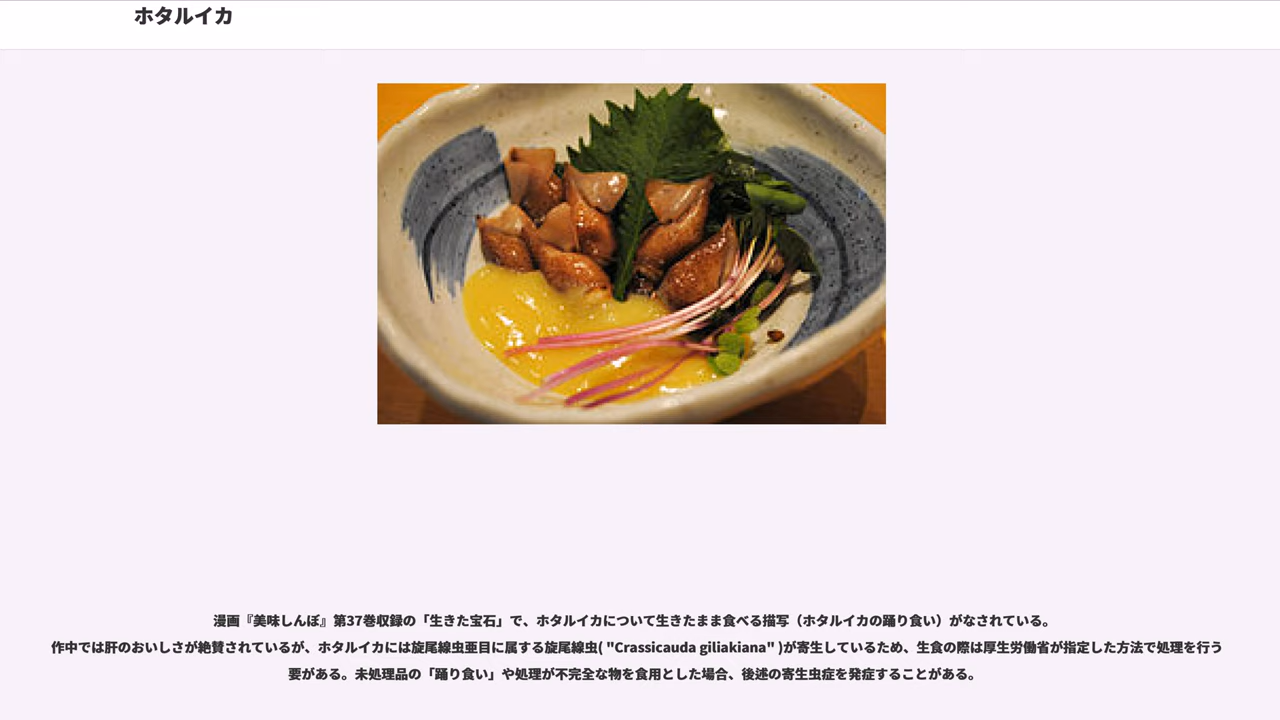 ホタルイカ
漫画『美味しんぼ』第37巻収録の「生きた宝石」で、ホタルイカについて生きたまま食べる描写（ホタルイカの踊り食い）がなされている。
作中では肝のおいしさが絶賛されているが、ホタルイカには旋尾線虫亜目に属する旋尾線虫( "Crassicauda giliakiana" )が寄生しているため、生食の際は厚生労働省が指定した方法で処理を行う
要がある。未処理品の「踊り食い」や処理が不完全な物を食用とした場合、後述の寄生虫症を発症することがある。